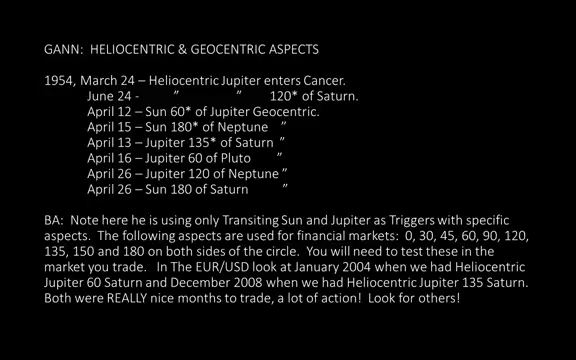 GANN:  HELIOCENTRIC & GEOCENTRIC ASPECTS
1954, March 24 – Heliocentric Jupiter enters Cancer.
June 24 -  "  "  120* of Saturn.
April 12 – Sun 60* of Jupiter Geocentric.
April 15 – Sun 180* of Neptune  "
April 13 – Jupiter 135* of Saturn  "
April 16 – Jupiter 60 of Pluto  "
April 26 – Jupiter 120 of Neptune "
April 26 – Sun 180 of Saturn  "
BA:  Note here he is using only Transiting Sun and Jupiter as Triggers with specific
aspects.  The following aspects are used for financial markets:  0, 30, 45, 60, 90, 120,
135, 150 and 180 on both sides of the circle.  You will need to test these in the
market you trade.   In The EUR/USD look at January 2004 when we had Heliocentric
Jupiter 60 Saturn and December 2008 when we had Heliocentric Jupiter 135 Saturn.
Both were REALLY nice months to trade, a lot of action!  Look for others!